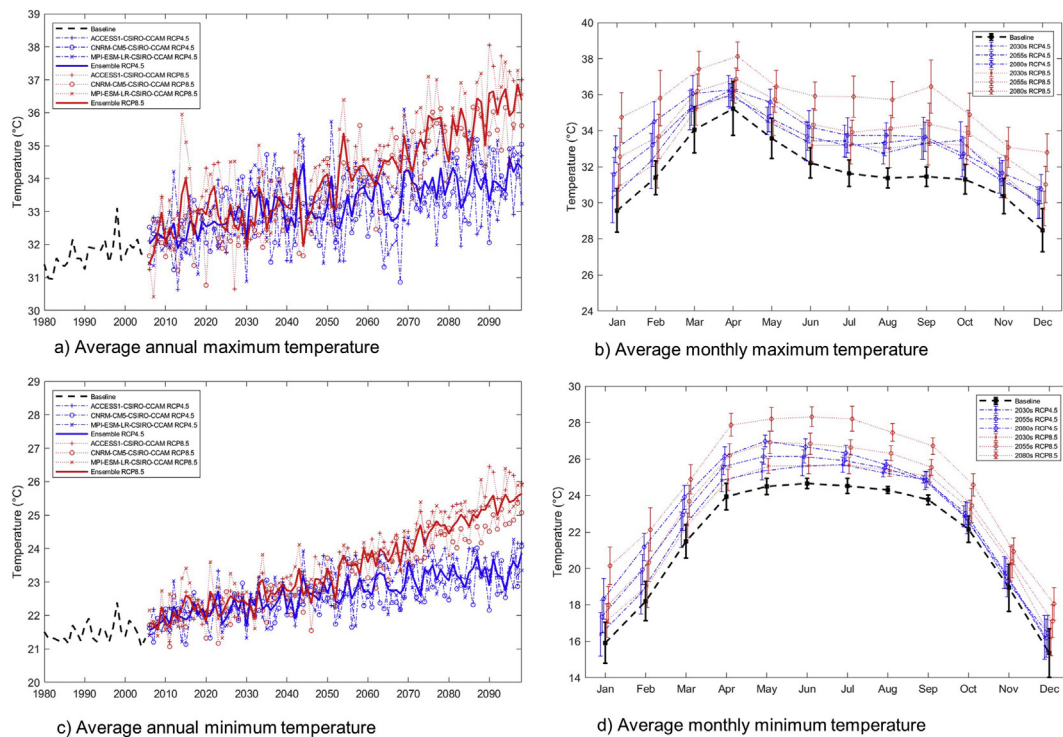 39
38
37
36
35
34
33
32
31
30
Temperature (°C)
Baseline
ACCESS1-CSIRO-CCAM RCP4.5
CNRM-CM5-CSIRO-CCAM RCP4.5
MPI-ESM-LR-CSIRO-CCAM RCP4.5
Ensemble RCP4.5
ACCESS1-CSIRO-CCAM RCP8.5
CNRM-CM5-CSIRO-CCAM RCP8.5
MPI-ESM-LR-CSIRO-CCAM RCP8.5
Ensemble RCP8.5
1980 1990 2000 2010 2020 2030 2040 2050 2060 2070 2080 2090
a) Average annual maximum temperature
40
38
36
34
32
30
28
26
24
Temperature (°C)
Baseline
2030s RCP4.5
2055s RCP4.5
2080s RCP4.5
2030s RCP8.5
2055s RCP8.5
2080s RCP8.5
Jan Feb Mar Apr May Jun Jul Aug Sep Oct Nov Dec
b) Average monthly maximum temperature
29
28
27
26
25
24
23
22
21
20
Temperature (°C)
Baseline
ACCESS1-CSIRO-CCAM RCP4.5
CNRM-CM5-CSIRO-CCAM RCP4.5
MPI-ESM-LR-CSIRO-CCAM RCP4.5
Ensemble RCP4.5
ACCESS1-CSIRO-CCAM RCP8.5
CNRM-CM5-CSIRO-CCAM RCP8.5
MPI-ESM-LR-CSIRO-CCAM RCP8.5
Ensemble RCP8.5
1980 1990 2000 2010 2020 2030 2040 2050 2060 2070 2080 2090
c) Average annual minimum temperature
30
28
26
24
22
20
18
16
14
Temperature (°C)
Baseline
2030s RCP4.5
2055s RCP4.5
2080s RCP4.5
2030s RCP8.5
2055s RCP8.5
2080s RCP8.5
Jan Feb Mar Apr May Jun Jul Aug Sep Oct Nov Dec
d) Average monthly minimum temperature